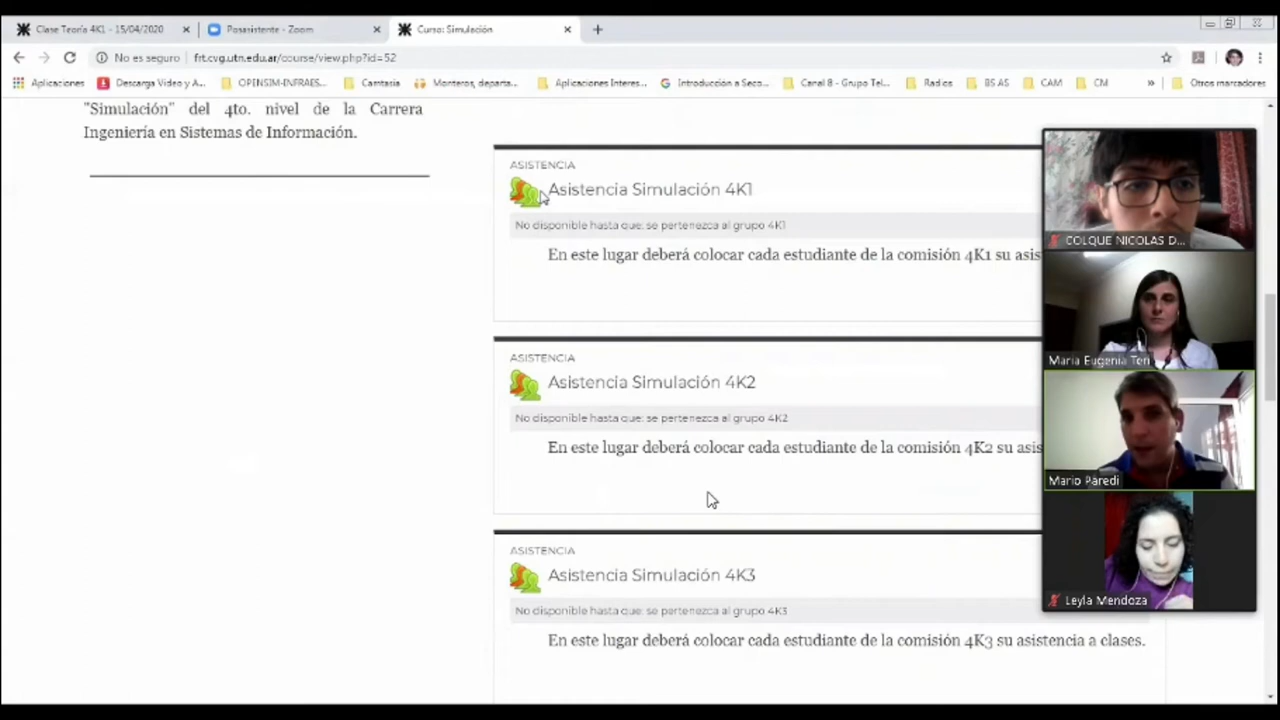 Clase Teoría 4K1 - 15/04/2020
Posasistente - Zoom
Curso: Simulación
No es seguro
frt.cvg.utn.edu.ar/course/view.php?id=52
Aplicaciones
Descarga Video y A...
OPENSIM-INFRAES...
Camtasia
Monteros, departa...
Aplicaciones Interes...
Introducción a Seco...
Canal 8 - Grupo Tel...
Radios
BS AS
CAM
CM
»
Otros marcadores
"Simulación" del 4to. nivel de la Carrera
Ingeniería en Sistemas de Información.
ASISTENCIA
Asistencia Simulación 4K1
No disponible hasta que: se pertenezca al grupo 4K1
En este lugar deberá colocar cada estudiante de la comisión 4K1 su asis
ASISTENCIA
Asistencia Simulación 4K2
No disponible hasta que: se pertenezca al grupo 4K2
En este lugar deberá colocar cada estudiante de la comisión 4K2 su asis
ASISTENCIA
Asistencia Simulación 4K3
No disponible hasta que: se pertenezca al grupo 4K3
En este lugar deberá colocar cada estudiante de la comisión 4K3 su asistencia a clases.
COLQUE NICOLAS D...
Maria Eugenia Teri
Mario Paredi
Leyla Mendoza